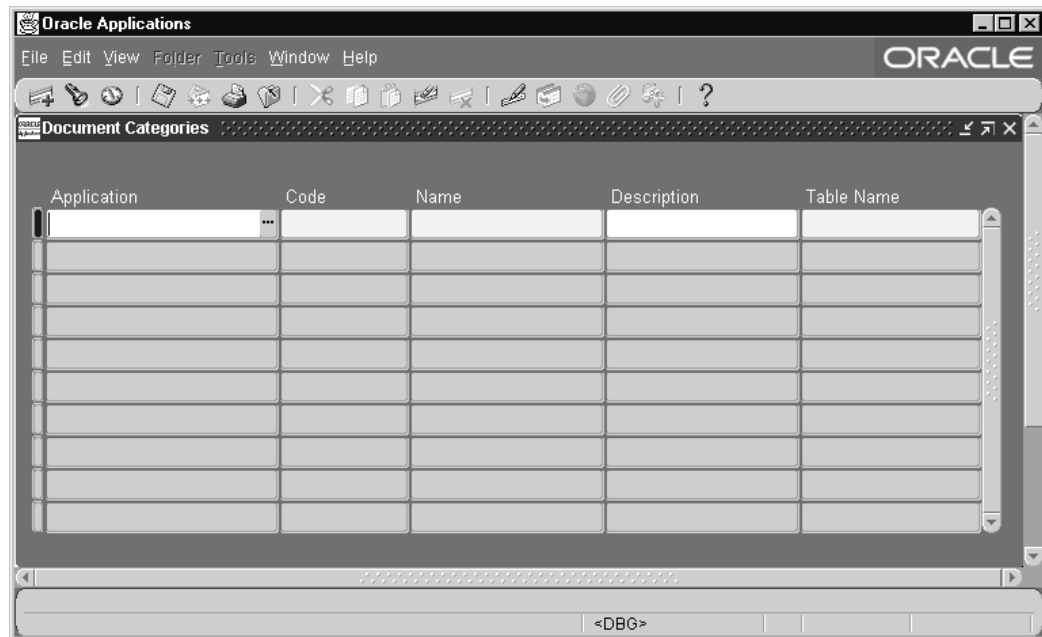 Oracle Applications
File Edit View Folder Tools Window Help
ORACLE
?
Document Categories
Application Code Name Description Table Name
...
<DBG>